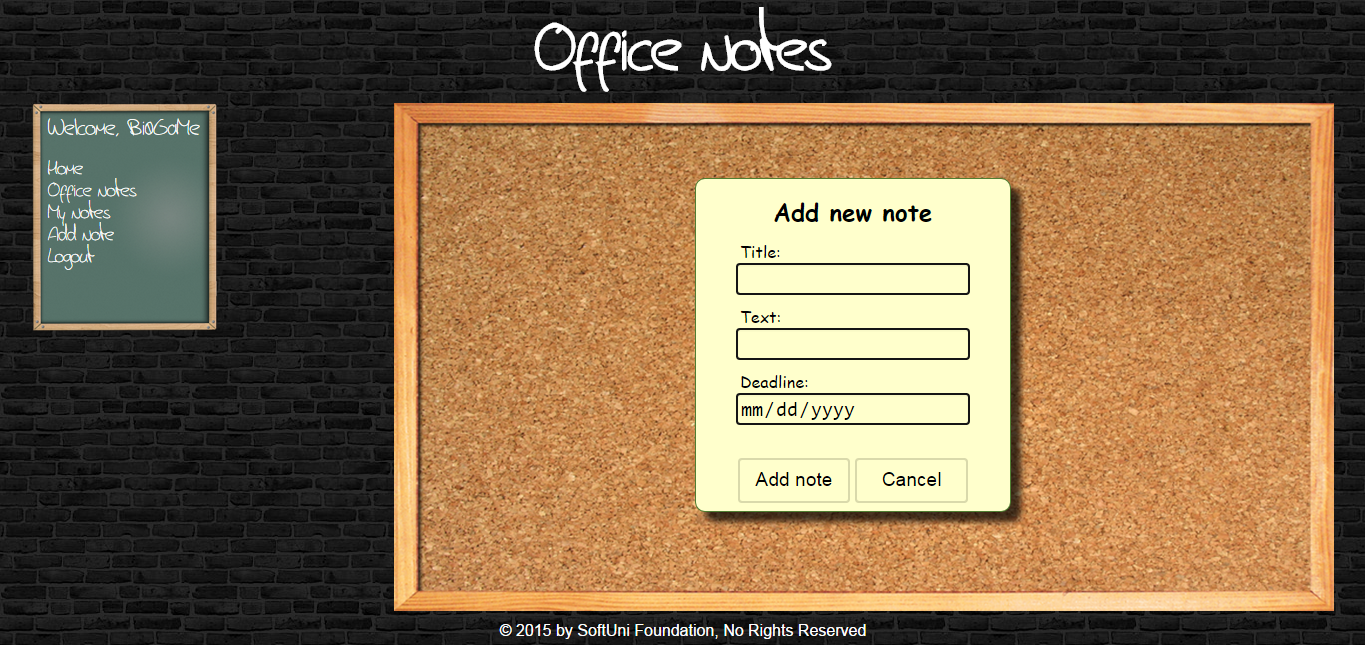 Office Notes
Welcome, BiOGaMe
Home
Office Notes
My Notes
Add Note
Logout
Add new note
Title:
Text:
Deadline:
mm/dd/yyyy
Add note
Cancel
© 2015 by SoftUni Foundation, No Rights Reserved